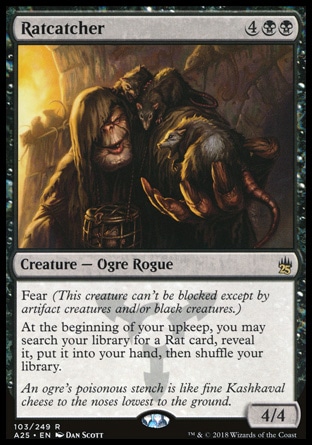 Ratcatcher 4
Creature — Ogre Rogue
25
Fear (This creature can't be blocked except by
artifact creatures and/or black creatures.)
At the beginning of your upkeep, you may
search your library for a Rat card, reveal
it, put it into your hand, then shuffle your
library.
An ogre's poisonous stench is like fine Kashkaval
cheese to the noses lowest to the ground.
4/4
103/249 R
A25 • EN DAN SCOTT
™ & © 2018 Wizards of the Coast